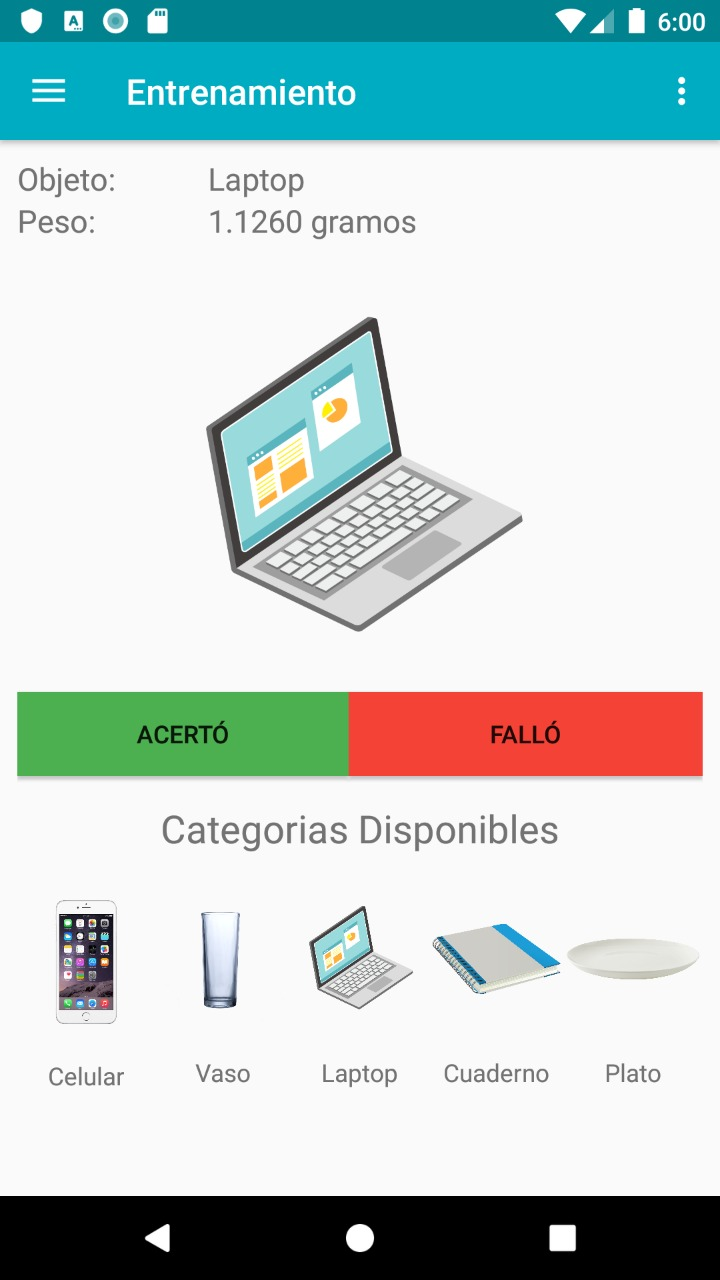 6:00
Entrenamiento
Objeto: Laptop
Peso: 1.1260 gramos
ACERTÓ FALLÓ
Categorias Disponibles
Celular Vaso Laptop Cuaderno Plato